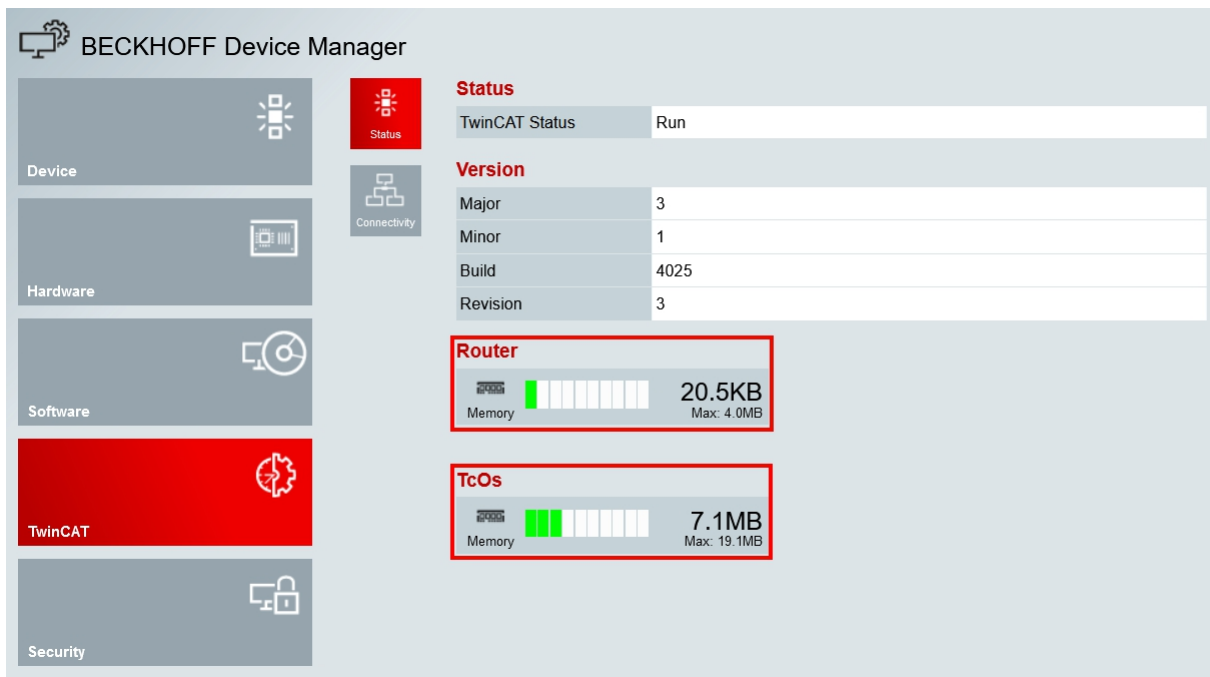 BECKHOFF Device Manager
Device
Hardware
Software
TwinCAT
Security
Status
Connectivity
Status
TwinCAT Status Run
Version
Major 3
Minor 1
Build 4025
Revision 3
Router
Memory 20.5KB
Max: 4.0MB
TcOs
Memory 7.1MB
Max: 19.1MB